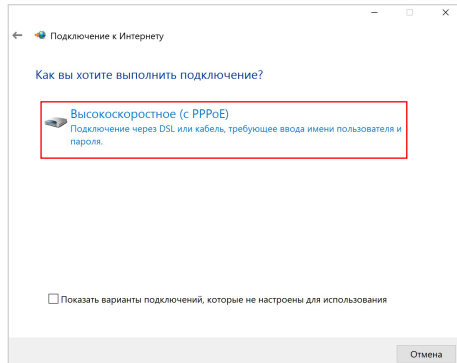 Подключение к Интернету
Как вы хотите выполнить подключение?
Высокоскоростное (с PPPoE)
Подключение через DSL или кабель, требующее ввода имени пользователя и
пароля.
Показать варианты подключений, которые не настроены для использования
Отмена